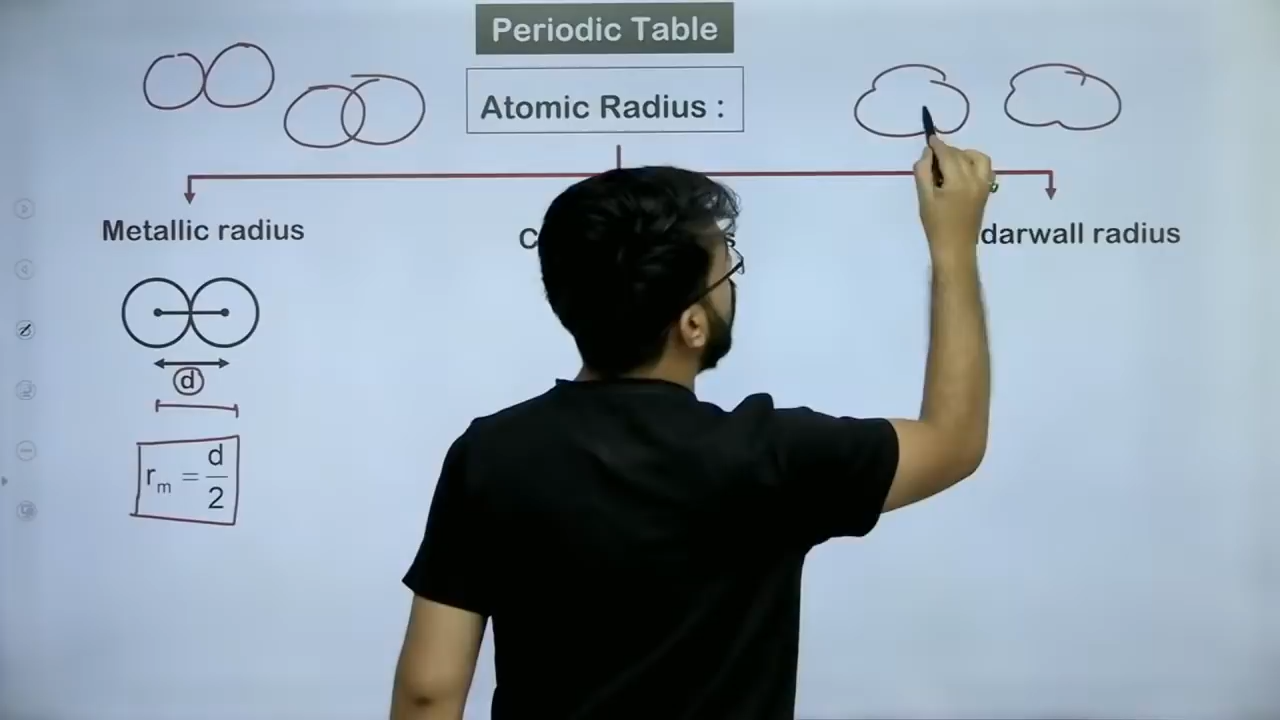 Periodic Table
Atomic Radius :
Metallic radius
darwall radius
d
r_m = d/2